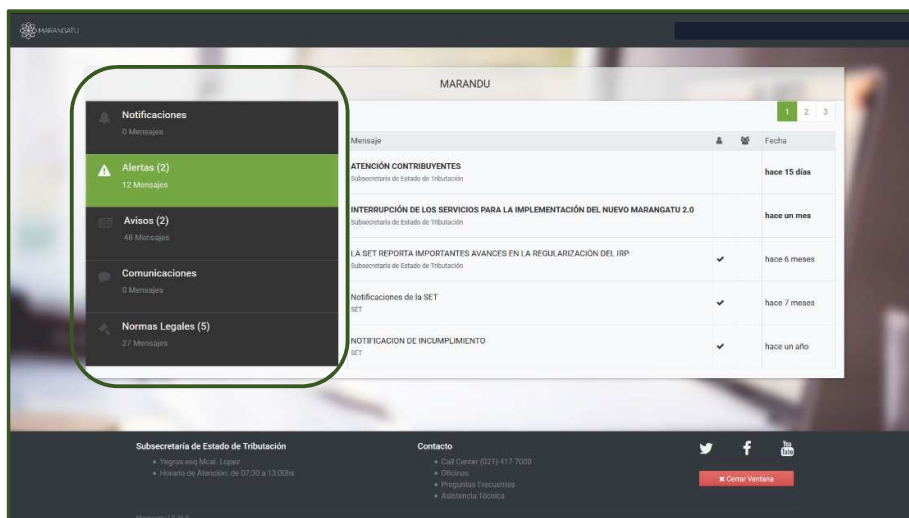 MARANGATU
MARANDU
Notificaciones
0 Mensajes
Alertas (2)
12 Mensajes
Avisos (2)
48 Mensajes
Comunicaciones
0 Mensajes
Normas Legales (5)
27 Mensajes
1 2 3
Mensaje Fecha
ATENCIÓN CONTRIBUYENTES
Subsecretaría de Estado de Tributación
hace 15 días
INTERRUPCIÓN DE LOS SERVICIOS PARA LA IMPLEMENTACIÓN DEL NUEVO MARANGATU 2.0
Subsecretaría de Estado de Tributación
hace un mes
LA SET REPORTA IMPORTANTES AVANCES EN LA REGULARIZACIÓN DEL IRP
Subsecretaría de Estado de Tributación
hace 6 meses
Notificaciones de la SET
SET
hace 7 meses
NOTIFICACION DE INCUMPLIMIENTO
SET
hace un año
Subsecretaría de Estado de Tributación
Yegros esq Mcal. Lopez
Horario de Atención: de 07:30 a 13:00hs
Contacto
Call Center (021) 417 7000
Oficinas
Preguntas Frecuentes
Asistencia Técnica
You Tube
Cerrar Ventana